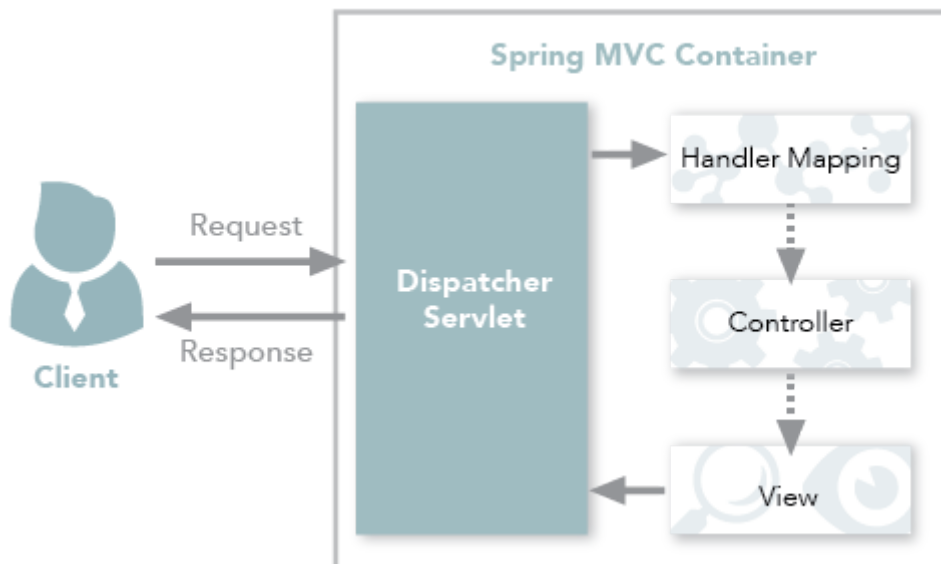 Spring MVC Container
Handler Mapping
Request
Dispatcher
Servlet
Controller
Response
Client
View